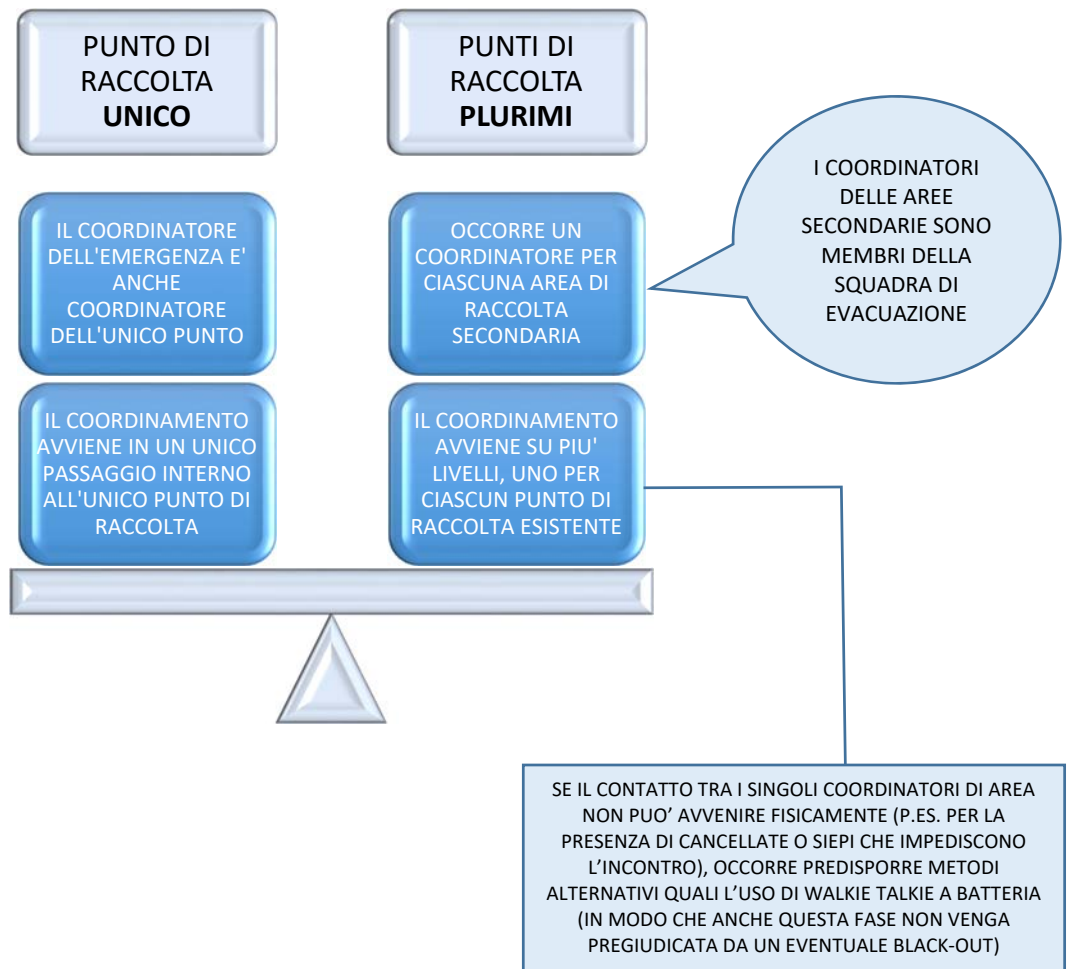 PUNTO DI
RACCOLTA
UNICO
PUNTI DI
RACCOLTA
PLURIMI
IL COORDINATORE
DELL'EMERGENZA E'
ANCHE
COORDINATORE
DELL'UNICO PUNTO
OCCORRE UN
COORDINATORE PER
CIASCUNA AREA DI
RACCOLTA
SECONDARIA
I COORDINATORI
DELLE AREE
SECONDARIE SONO
MEMBRI DELLA
SQUADRA DI
EVACUAZIONE
IL COORDINAMENTO
AVVIENE IN UN UNICO
PASSAGGIO INTERNO
ALL'UNICO PUNTO DI
RACCOLTA
IL COORDINAMENTO
AVVIENE SU PIU'
LIVELLI, UNO PER
CIASCUN PUNTO DI
RACCOLTA ESISTENTE
SE IL CONTATTO TRA I SINGOLI COORDINATORI DI AREA
NON PUO’ AVVENIRE FISICAMENTE (P.ES. PER LA
PRESENZA DI CANCELLATE O SIEPI CHE IMPEDISCONO
L’INCONTRO), OCCORRE PREDISPORRE METODI
ALTERNATIVI QUALI L’USO DI WALKIE TALKIE A BATTERIA
(IN MODO CHE ANCHE QUESTA FASE NON VENGA
PREGIUDICATA DA UN EVENTUALE BLACK-OUT)